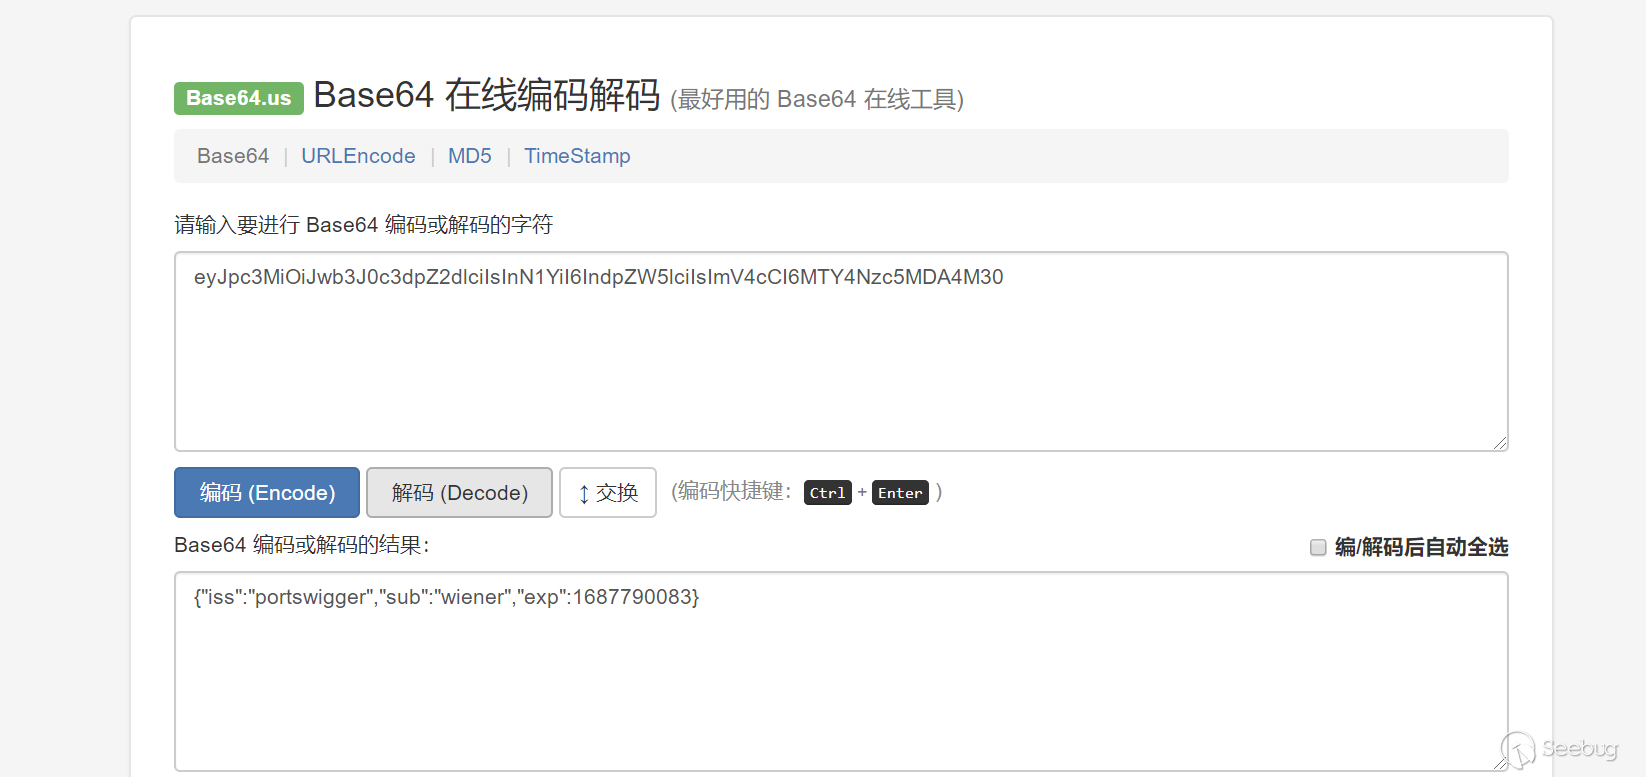 Base64.us Base64 在线编码解码 (最好用的 Base64 在线工具)
Base64 | URLEncode | MD5 | TimeStamp
请输入要进行 Base64 编码或解码的字符
eyJpc3MiOiJwb3J0c3dpZ2dlciIsInN1YiI6IndpZW5lciIsImV4cCI6MTY4Nzc5MDA4M30
编码 (Encode) 解码 (Decode) ↕ 交换 (编码快捷键: Ctrl + Enter )
Base64 编码或解码的结果: 编/解码后自动全选
{"iss":"portswigger","sub":"wiener","exp":1687790083}
Seebug